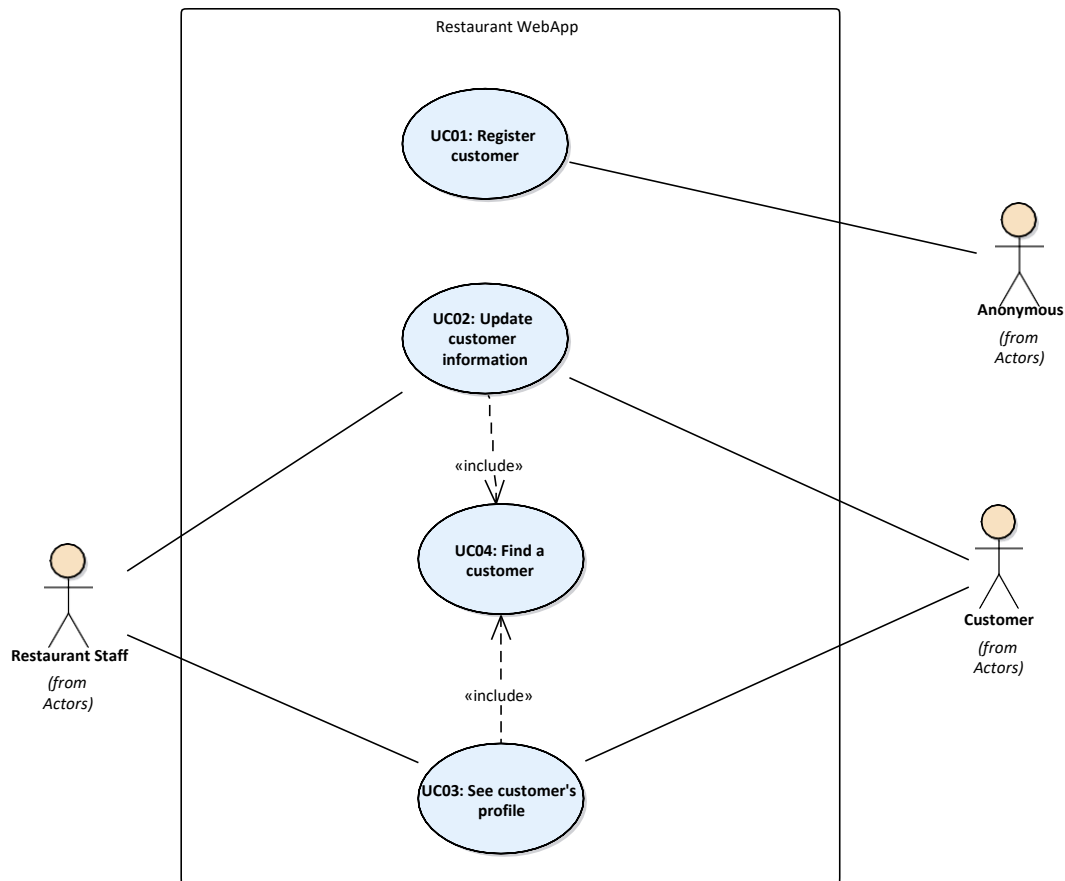 Restaurant WebApp
UC01: Register
customer
Anonymous
(from
Actors)
UC02: Update
customer
information
«include»
UC04: Find a
customer
Customer
(from
Actors)
Restaurant Staff
(from
Actors)
«include»
UC03: See customer's
profile